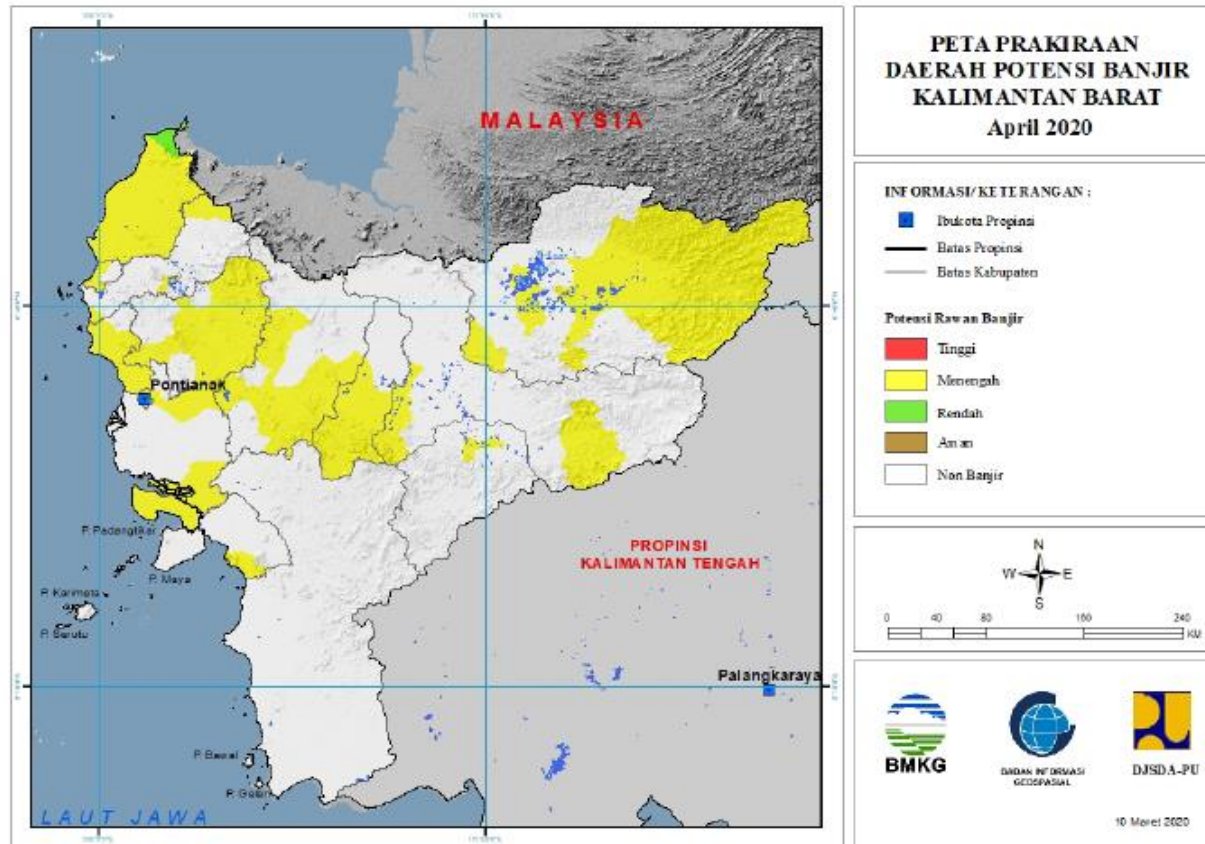 PETA PRAKIRAAN
DAERAH POTENSI BANJIR
KALIMANTAN BARAT
April 2020
INFORMASI/KETERANGAN :
Ibukota Propinsi
Batas Propinsi
Batas Kabupaten
Potensi Rawan Banjir
Tinggi
Menengah
Rendah
Aman
Non Banjir
N
W E
S
0 40 80 160 240
KM
BMKG
BADAN INFORMASI
GEOSPASIAL
DJSDA-PU
10 Maret 2020
MALAYSIA
Pontianak
P. Padangtikar
P. Maya
P. Karimata
P. Serutu
PROPINSI
KALIMANTAN TENGAH
Palangkaraya
P. Bawal
P. Gelam
LAUT JAWA